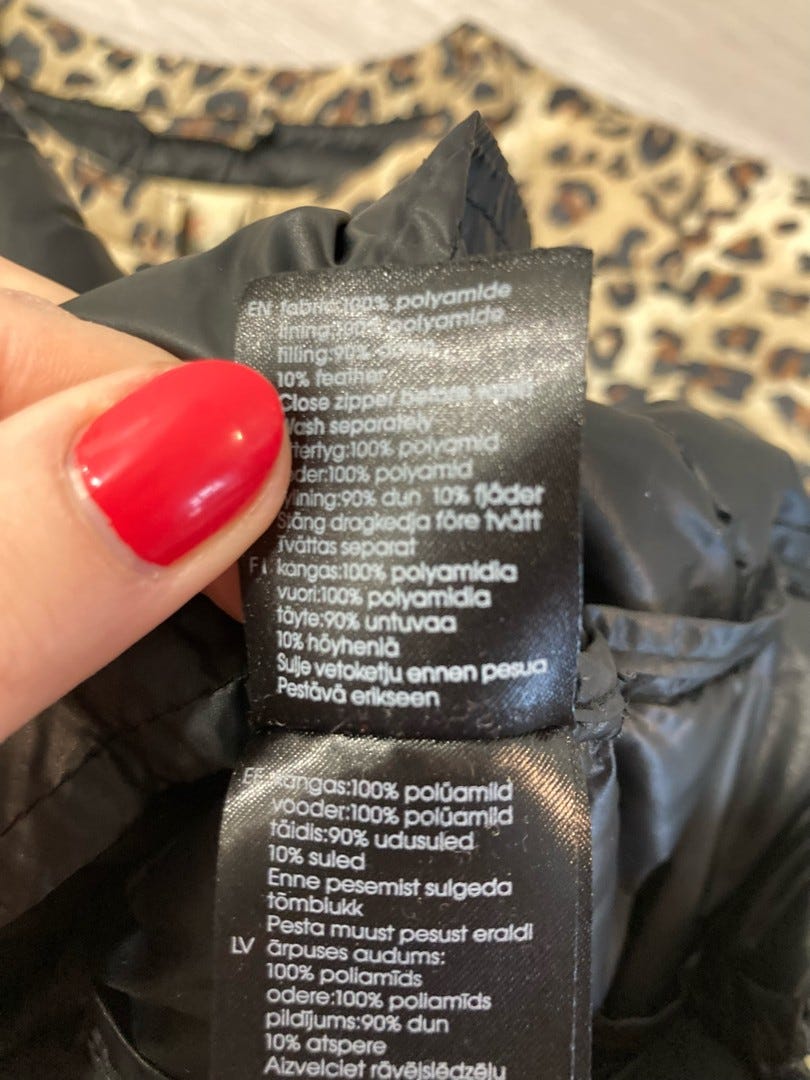 EN fabric:100% polyamide
lining:100% polyamide
filling:90% down
10% feather
Close zipper before wash
Wash separately
ttertyg:100% polyamid
der:100% polyamid
yllning:90% dun 10% fjäder
Stäng dragkedja före tvätt
Tvättas separat
FI kangas:100% polyamidia
vuori:100% polyamidia
täyte:90% untuvaa
10% höyheniä
Sulje vetoketju ennen pesua
Pestävä erikseen
EE kangas:100% polüamiid
vooder:100% polüamiid
täidis:90% udusuled
10% suled
Enne pesemist sulgeda
tõmblukk
Pesta muust pesust eraldi
LV ārpuses audums:
100% poliamīds
odere:100% poliamīds
pildījums:90% dun
10% atspere
Aizvelciet rāvējslēdzēju